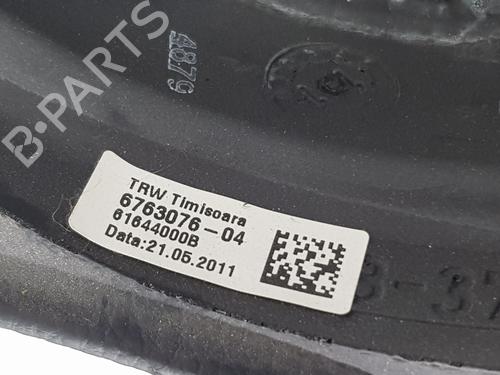 4879
B-PARTS
TRW Timisoara
6763076-04
61644000B
Data:21.05.2011